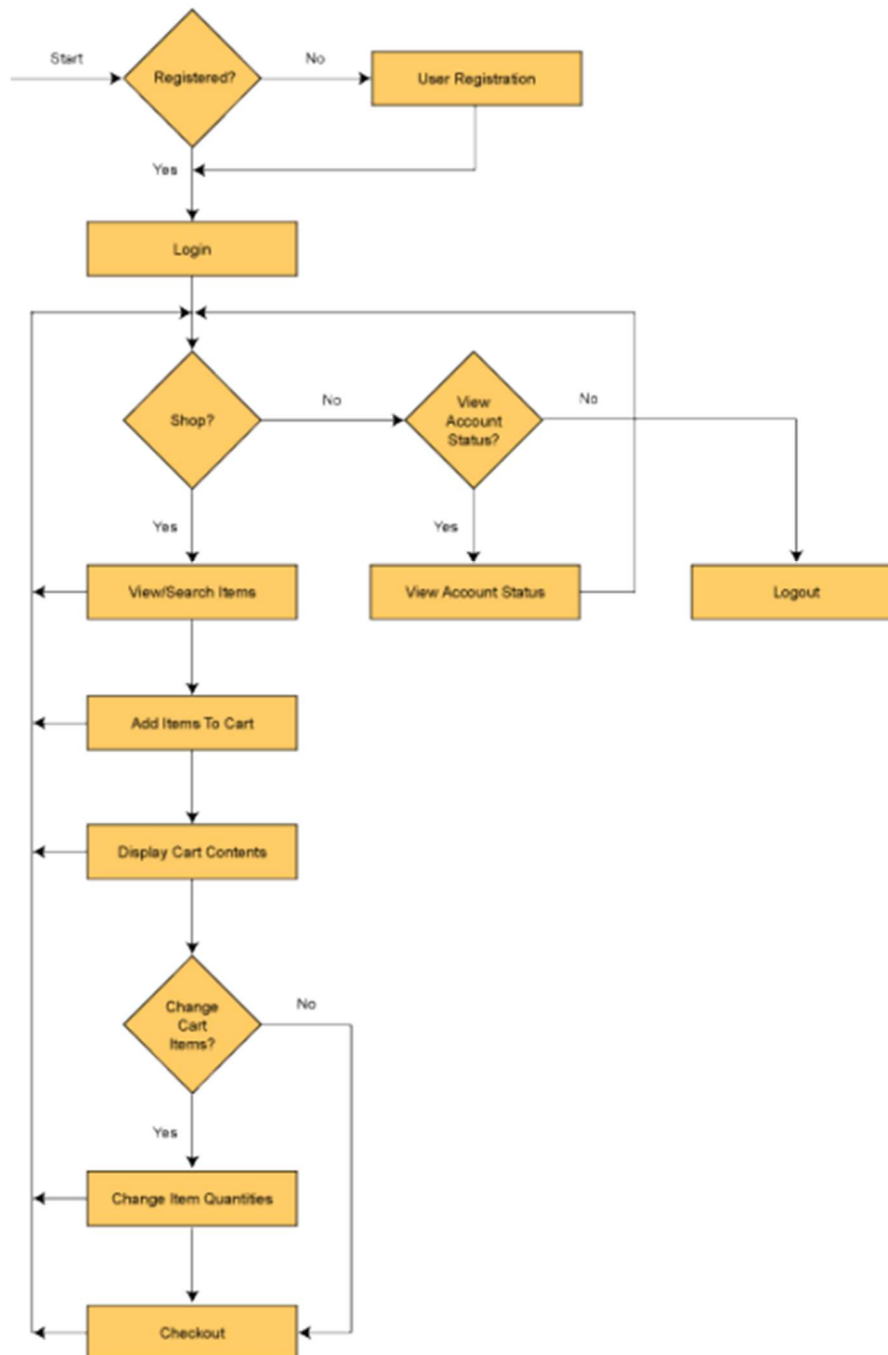 Start
Registered?
No
User Registration
Yes
Login
Shop?
No
View
Account
Status?
No
Yes
Yes
View/Search Items
View Account Status
Logout
Add Items To Cart
Display Cart Contents
Change
Cart
Items?
No
Yes
Change Item Quantities
Checkout